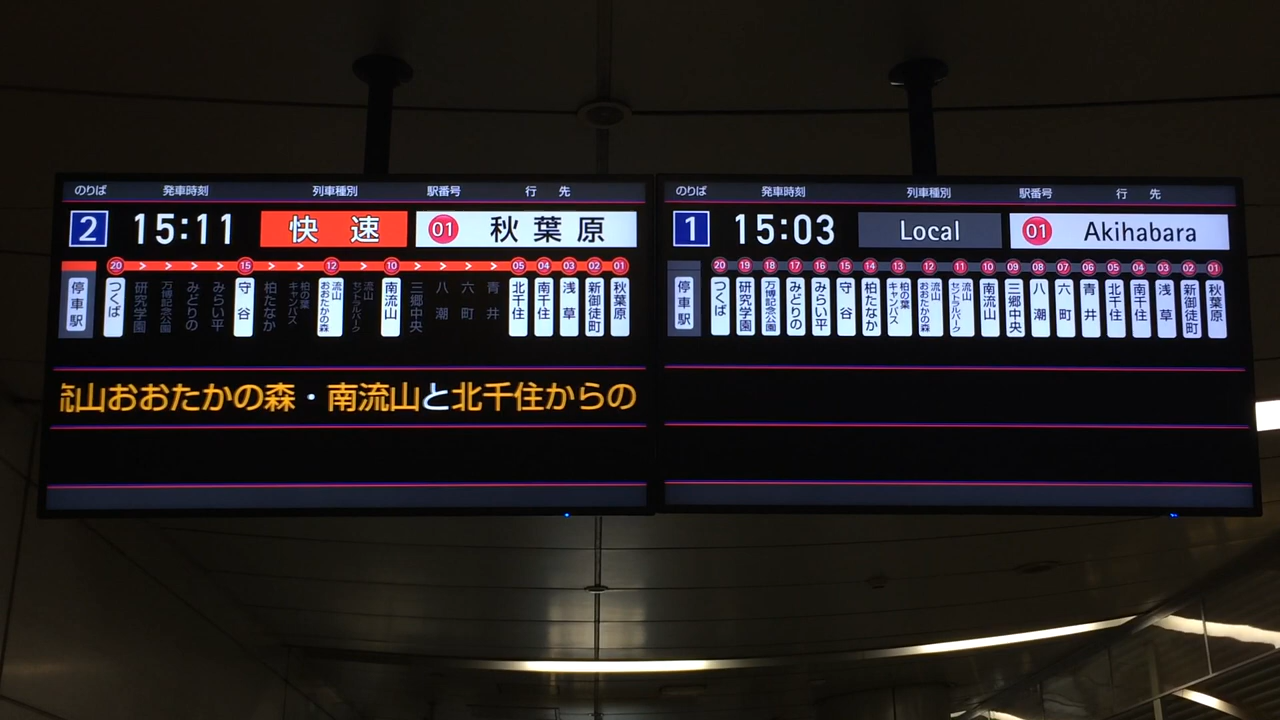 のりば 発車時刻 列車種別 駅番号 行先
2 15:11 快速 01 秋葉原
20 15 12 10 05 04 03 02 01
停車駅 つくば 研究学園 万博記念公園 みどりの みらい平 守谷 柏たなか 柏の葉キャンパス 流山おおたかの森 流山セントラルパーク 南流山 三郷中央 八潮 六町 青井 北千住 南千住 浅草 新御徒町 秋葉原
流山おおたかの森・南流山と北千住からの
のりば 発車時刻 列車種別 駅番号 行先
1 15:03 Local 01 Akihabara
20 19 18 17 16 15 14 13 12 11 10 09 08 07 06 05 04 03 02 01
停車駅 つくば 研究学園 万博記念公園 みどりの みらい平 守谷 柏たなか 柏の葉キャンパス 流山おおたかの森 流山セントラルパーク 南流山 三郷中央 八潮 六町 青井 北千住 南千住 浅草 新御徒町 秋葉原